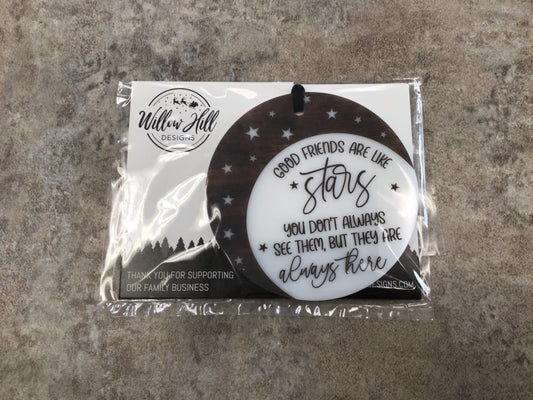 Willow Hill
DESIGNS
GOOD FRIENDS ARE LIKE
stars
YOU DON'T ALWAYS
SEE THEM, BUT THEY ARE
always here
THANK YOU FOR SUPPORTING
OUR FAMILY BUSINESS